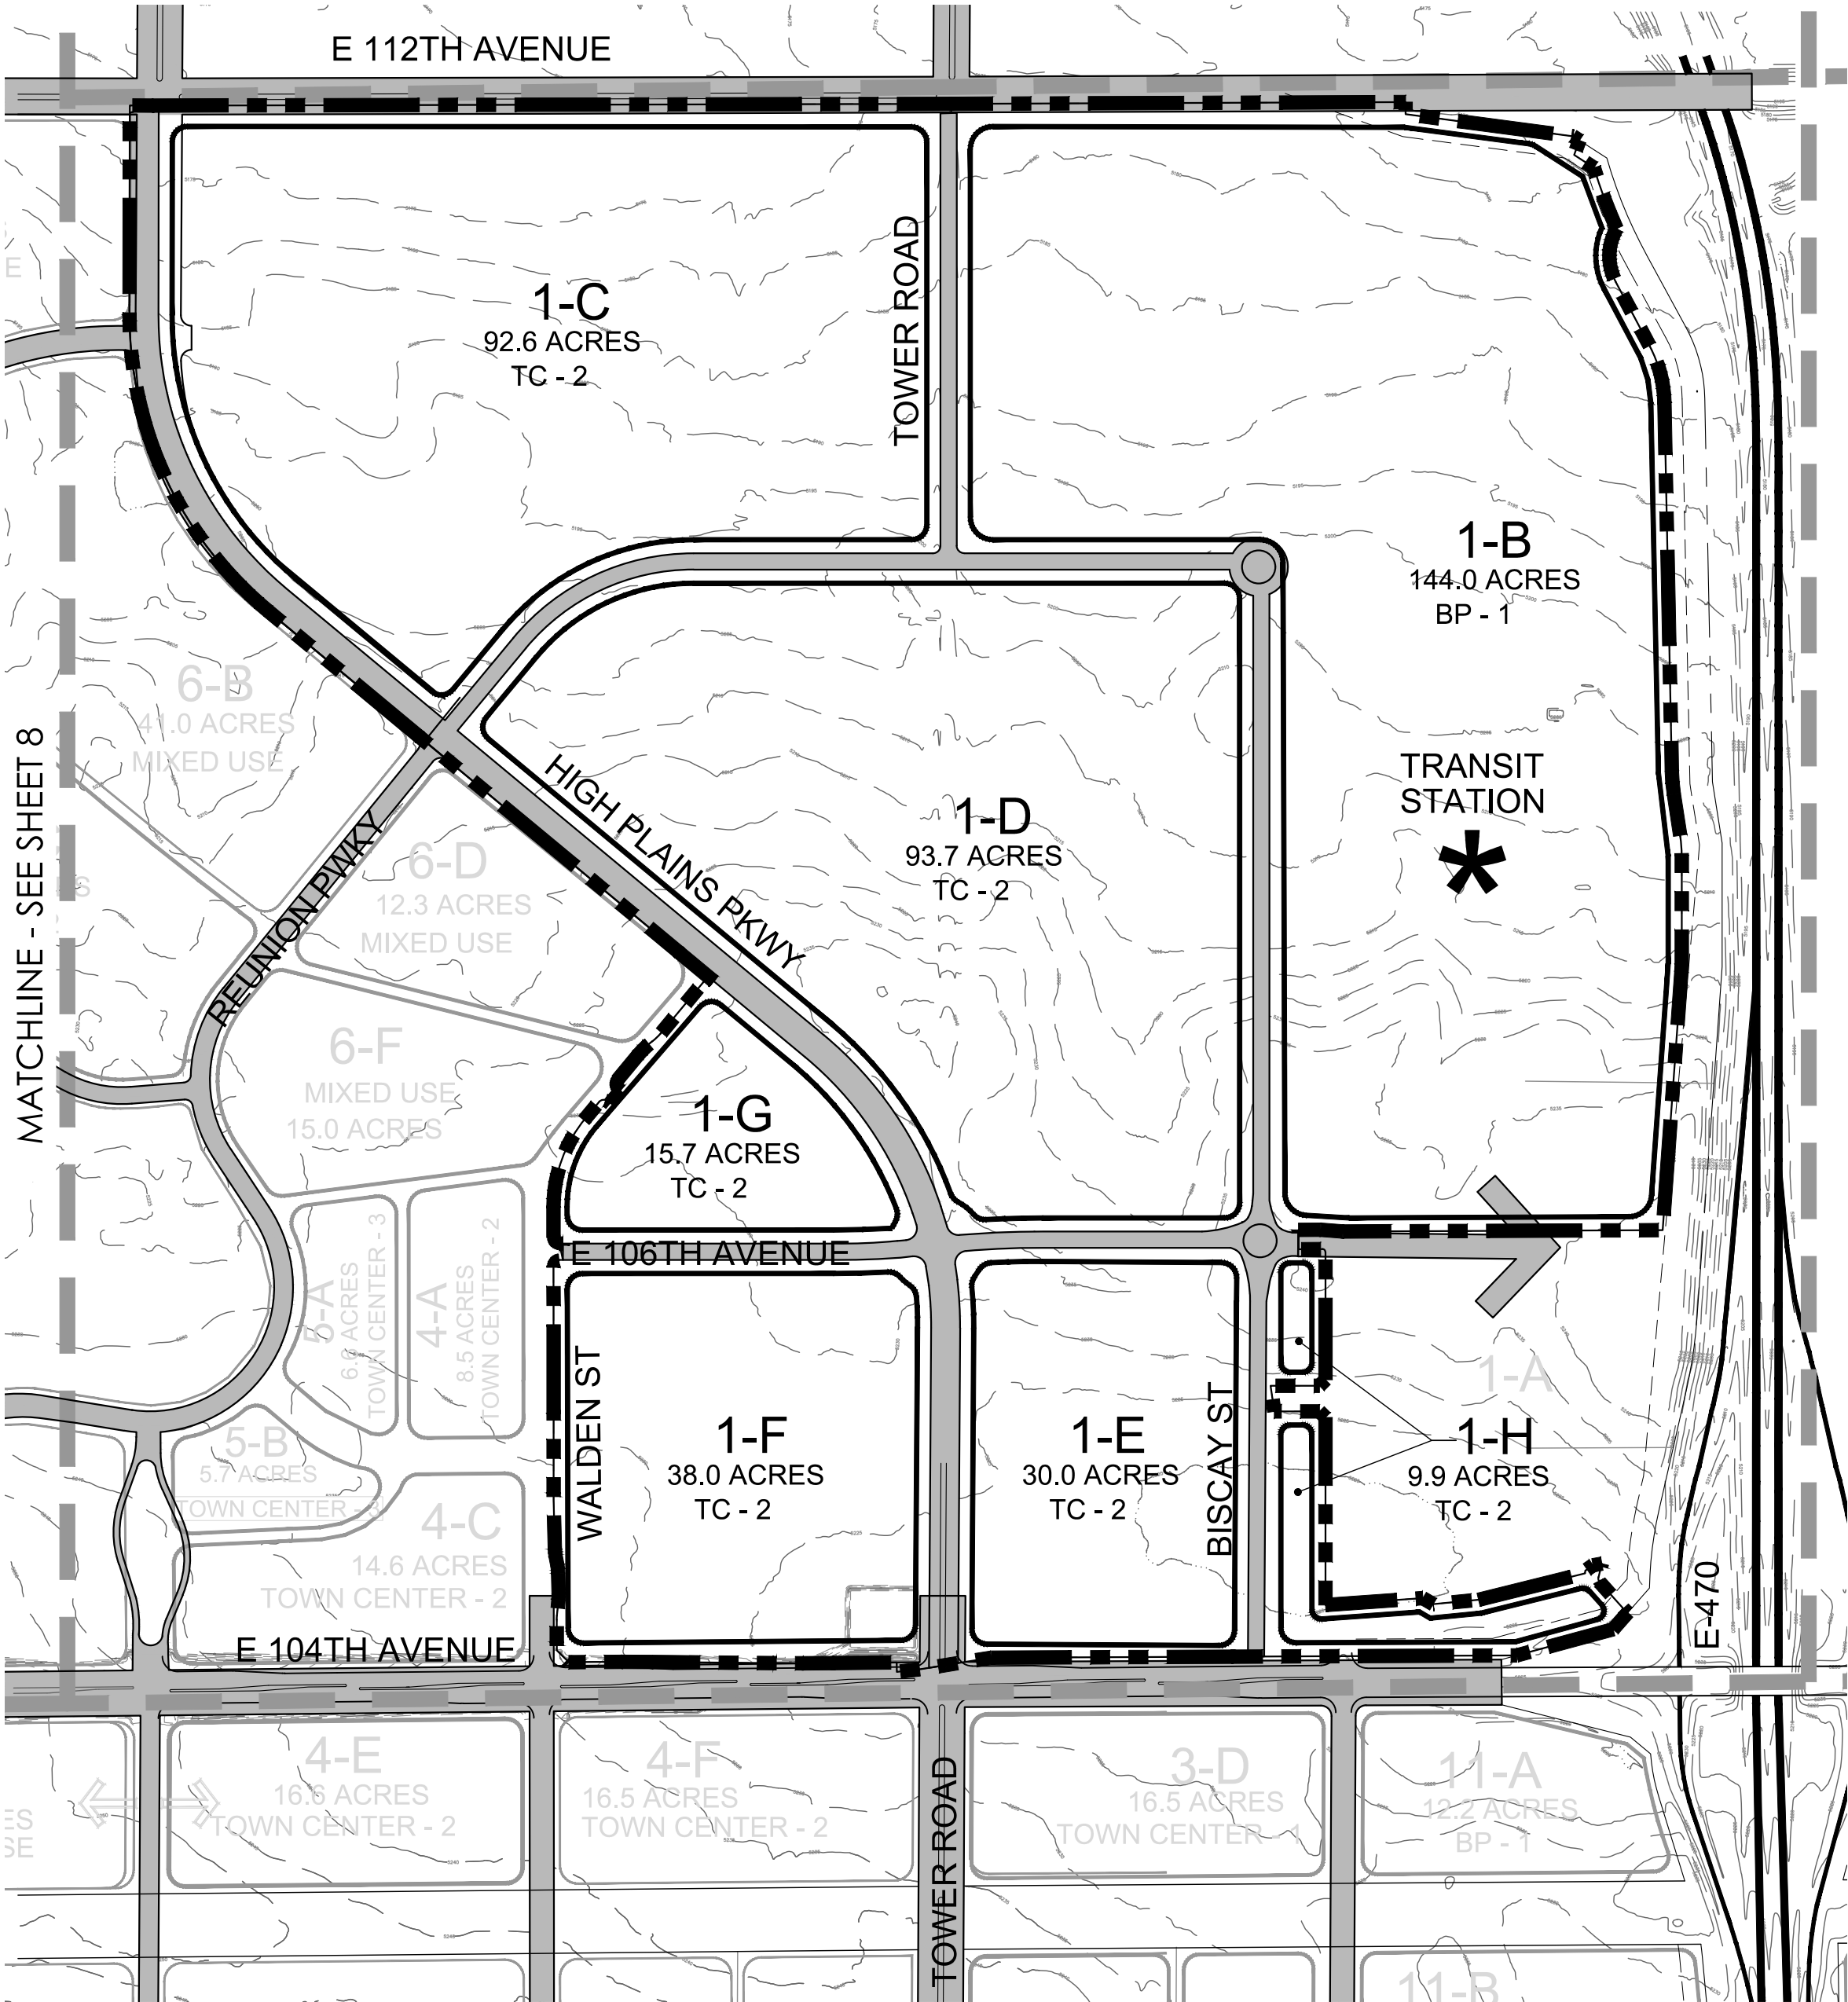 E 112TH AVENUE
1-C
92.6 ACRES
TC - 2
TOWER ROAD
1-B
144.0 ACRES
BP - 1
TRANSIT
STATION
*
6-B
41.0 ACRES
MIXED USE
MATCHLINE - SEE SHEET 8
HIGH PLAINS PKWY
1-D
93.7 ACRES
TC - 2
REUNION PWKY
6-D
12.3 ACRES
MIXED USE
6-F
MIXED USE
15.0 ACRES
1-G
15.7 ACRES
TC - 2
E 106TH AVENUE
5-A
6.6 ACRES
TOWN CENTER - 3
4-A
8.5 ACRES
TOWN CENTER - 2
WALDEN ST
1-F
38.0 ACRES
TC - 2
1-E
30.0 ACRES
TC - 2
BISCAY ST
1-A
1-H
9.9 ACRES
TC - 2
5-B
5.7 ACRES
TOWN CENTER - 3
4-C
14.6 ACRES
TOWN CENTER - 2
E-470
E 104TH AVENUE
4-E
16.6 ACRES
TOWN CENTER - 2
4-F
16.5 ACRES
TOWN CENTER - 2
TOWER ROAD
3-D
16.5 ACRES
TOWN CENTER - 1
11-A
12.2 ACRES
BP - 1
11-B